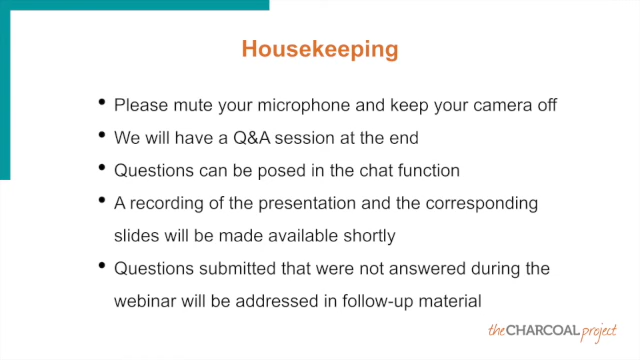 Housekeeping
• Please mute your microphone and keep your camera off
• We will have a Q&A session at the end
• Questions can be posed in the chat function
• A recording of the presentation and the corresponding
slides will be made available shortly
• Questions submitted that were not answered during the
webinar will be addressed in follow-up material
theCHARCOALproject